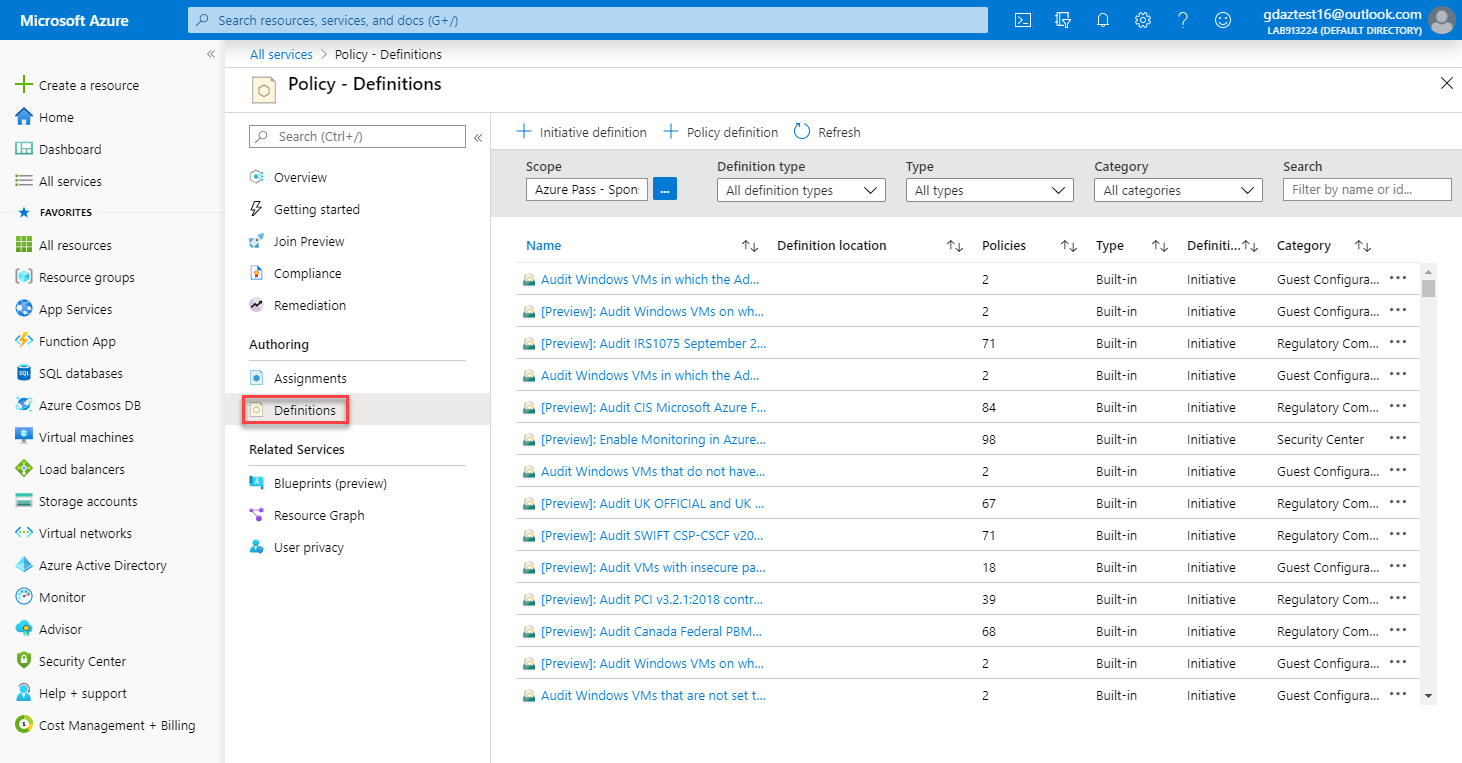 Microsoft Azure
Search resources, services, and docs (G+/)
gdaztest16@outlook.com
LAB913224 (DEFAULT DIRECTORY)
Create a resource
Home
Dashboard
All services
FAVORITES
All resources
Resource groups
App Services
Function App
SQL databases
Azure Cosmos DB
Virtual machines
Load balancers
Storage accounts
Virtual networks
Azure Active Directory
Monitor
Advisor
Security Center
Help + support
Cost Management + Billing
All services > Policy - Definitions
Policy - Definitions
Search (Ctrl+/)
Overview
Getting started
Join Preview
Compliance
Remediation
Authoring
Assignments
Definitions
Related Services
Blueprints (preview)
Resource Graph
User privacy
Initiative definition Policy definition Refresh
Scope Definition type Type Category Search
Azure Pass - Spon: ... All definition types All types All categories Filter by name or id...
Name Definition location Policies Type Definiti... Category
Audit Windows VMs in which the Ad... 2 Built-in Initiative Guest Configura... ...
[Preview]: Audit Windows VMs on wh... 2 Built-in Initiative Guest Configura... ...
[Preview]: Audit IRS1075 September 2... 71 Built-in Initiative Regulatory Com... ...
Audit Windows VMs in which the Ad... 2 Built-in Initiative Guest Configura... ...
[Preview]: Audit CIS Microsoft Azure F... 84 Built-in Initiative Regulatory Com... ...
[Preview]: Enable Monitoring in Azure... 98 Built-in Initiative Security Center ...
Audit Windows VMs that do not have... 2 Built-in Initiative Guest Configura... ...
[Preview]: Audit UK OFFICIAL and UK ... 67 Built-in Initiative Regulatory Com... ...
[Preview]: Audit SWIFT CSP-CSCF v20... 71 Built-in Initiative Regulatory Com... ...
[Preview]: Audit VMs with insecure pa... 18 Built-in Initiative Guest Configura... ...
[Preview]: Audit PCI v3.2.1:2018 contr... 39 Built-in Initiative Regulatory Com... ...
[Preview]: Audit Canada Federal PBM... 68 Built-in Initiative Regulatory Com... ...
[Preview]: Audit Windows VMs on wh... 2 Built-in Initiative Guest Configura... ...
Audit Windows VMs that are not set t... 2 Built-in Initiative Guest Configura... ...